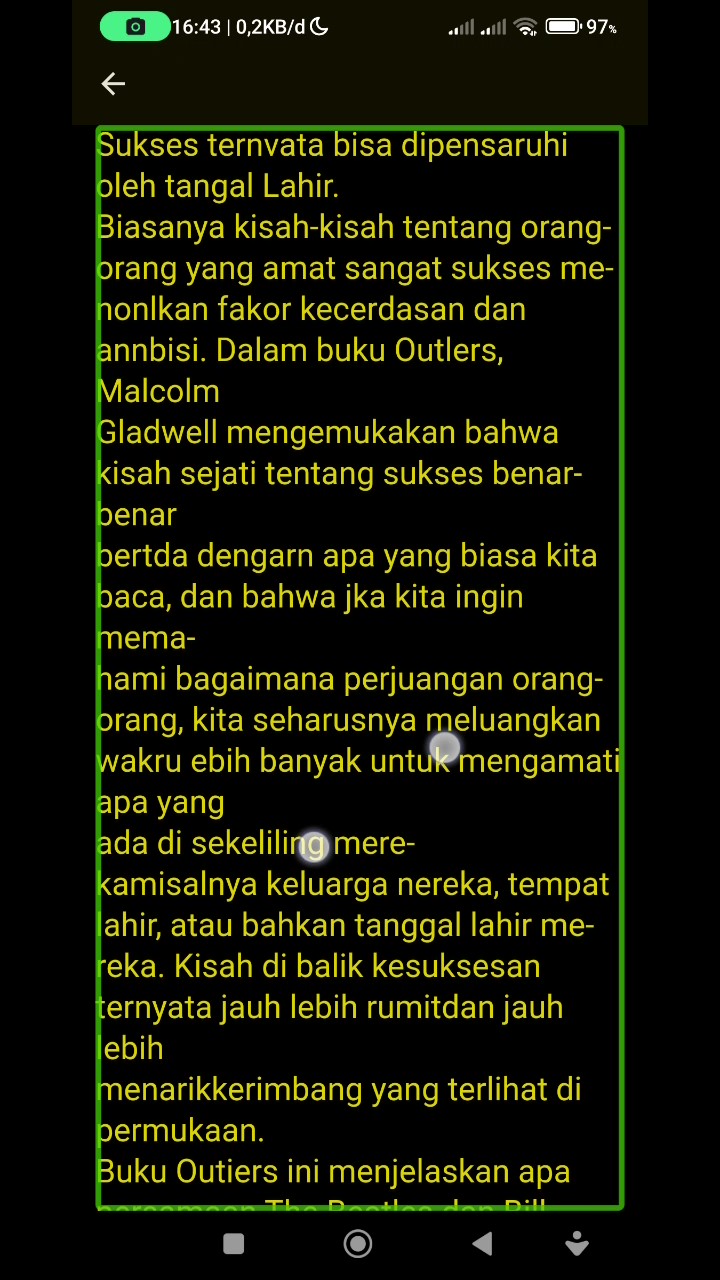 16:43 | 0,2KB/d 97%
Sukses ternvata bisa dipensaruhi
oleh tangal Lahir.
Biasanya kisah-kisah tentang orang-
orang yang amat sangat sukses me-
nonlkan fakor kecerdasan dan
annbisi. Dalam buku Outlers,
Malcolm
Gladwell mengemukakan bahwa
kisah sejati tentang sukses benar-
benar
bertda dengarn apa yang biasa kita
baca, dan bahwa jka kita ingin
mema-
hami bagaimana perjuangan orang-
orang, kita seharusnya meluangkan
wakru ebih banyak untuk mengamati
apa yang
ada di sekeliling mere-
kamisalnya keluarga nereka, tempat
lahir, atau bahkan tanggal lahir me-
reka. Kisah di balik kesuksesan
ternyata jauh lebih rumitdan jauh
lebih
menarikkerimbang yang terlihat di
permukaan.
Buku Outiers ini menjelaskan apa
persamaan The Beatles dan Bill